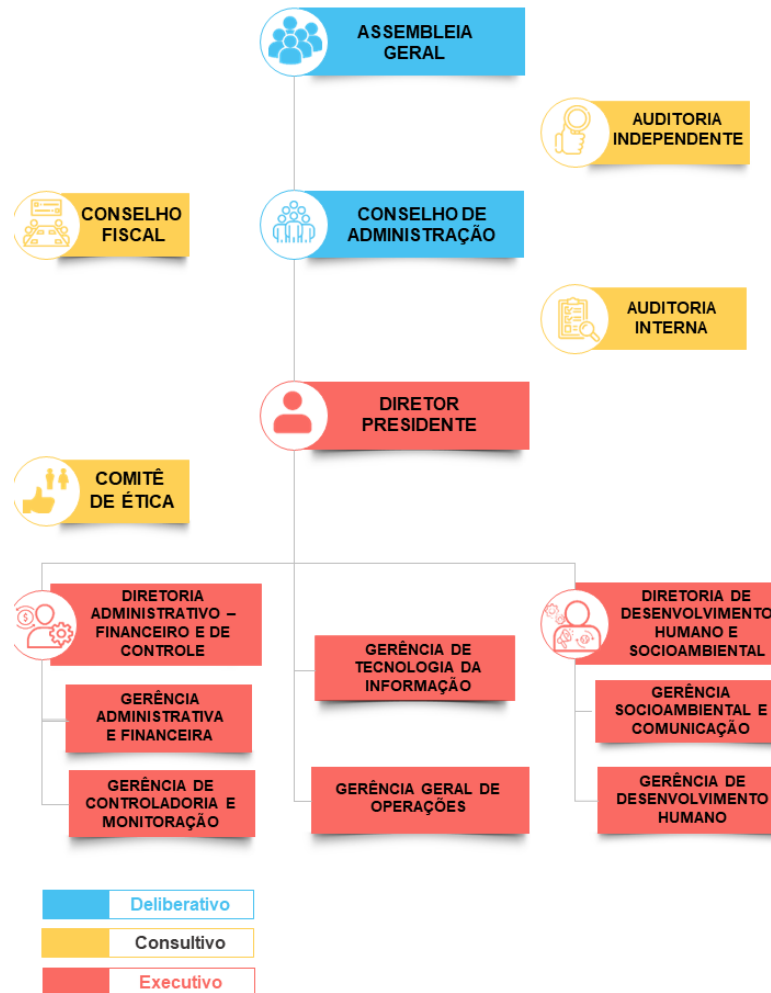 ASSEMBLEIA
GERAL
AUDITORIA
INDEPENDENTE
CONSELHO
FISCAL
CONSELHO DE
ADMINISTRAÇÃO
AUDITORIA
INTERNA
DIRETOR
PRESIDENTE
COMITÊ
DE ÉTICA
DIRETORIA
ADMINISTRATIVO –
FINANCEIRO E DE
CONTROLE
GERÊNCIA
ADMINISTRATIVA
E FINANCEIRA
GERÊNCIA DE
CONTROLADORIA E
MONITORAÇÃO
GERÊNCIA DE
TECNOLOGIA DA
INFORMAÇÃO
GERÊNCIA GERAL DE
OPERAÇÕES
DIRETORIA DE
DESENVOLVIMENTO
HUMANO E
SOCIOAMBIENTAL
GERÊNCIA
SOCIOAMBIENTAL E
COMUNICAÇÃO
GERÊNCIA DE
DESENVOLVIMENTO
HUMANO
Deliberativo
Consultivo
Executivo